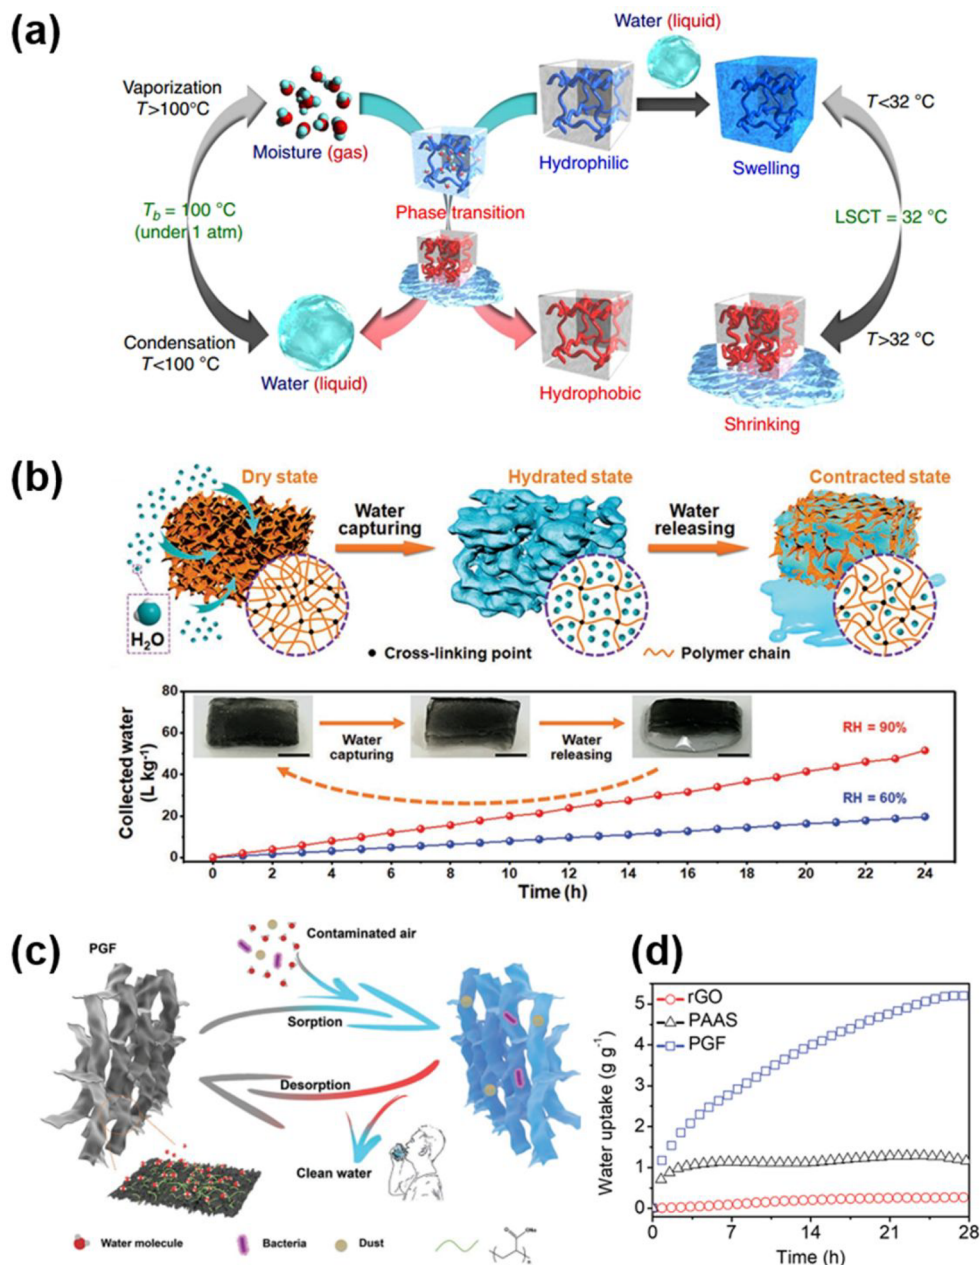 (a)
Water (liquid)
Vaporization
T>100°C
Moisture (gas)
Hydrophilic
Swelling
T<32 °C
Phase transition
Tb = 100 °C
(under 1 atm)
LSCT = 32 °C
Condensation
T<100 °C
Water (liquid)
Hydrophobic
T>32 °C
Shrinking
(b)
Dry state
Hydrated state
Contracted state
Water
capturing
Water
releasing
H2O
Cross-linking point
Polymer chain
Collected water
(L kg-1)
80
60
40
20
0
Water
capturing
Water
releasing
RH = 90%
RH = 60%
0 2 4 6 8 10 12 14 16 18 20 22 24
Time (h)
(c)
PGF
Contaminated air
Sorption
Desorption
Clean water
Water molecule
Bacteria
Dust
(d)
rGO
PAAS
PGF
Water uptake (g g-1)
5
4
3
2
1
0
0 7 14 21 28
Time (h)